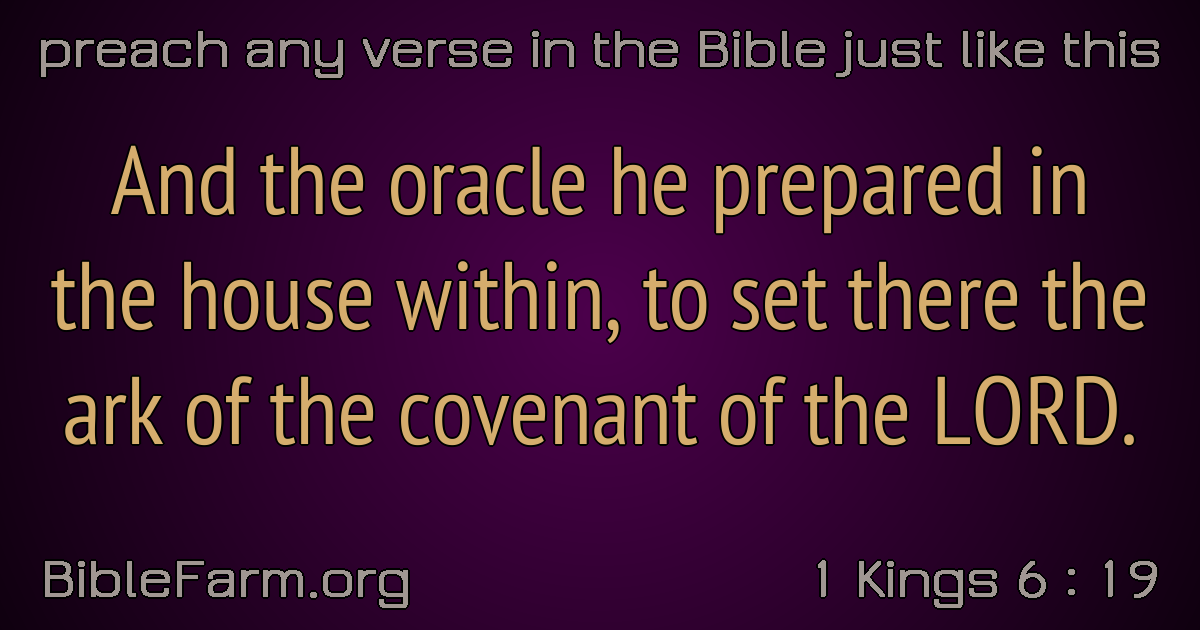 preach any verse in the Bible just like this
And the oracle he prepared in
the house within, to set there the
ark of the covenant of the LORD.
BibleFarm.org
1 Kings 6 : 19